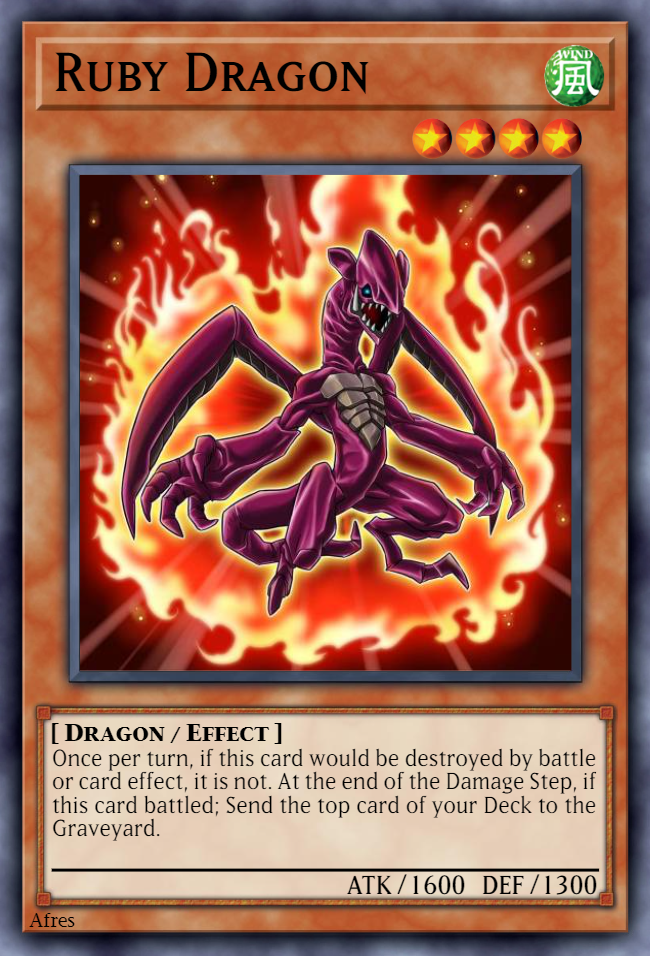 Ruby Dragon
WIND
風
[ Dragon / Effect ]
Once per turn, if this card would be destroyed by battle
or card effect, it is not. At the end of the Damage Step, if
this card battled; Send the top card of your Deck to the
Graveyard.
ATK / 1600 DEF / 1300
Afres